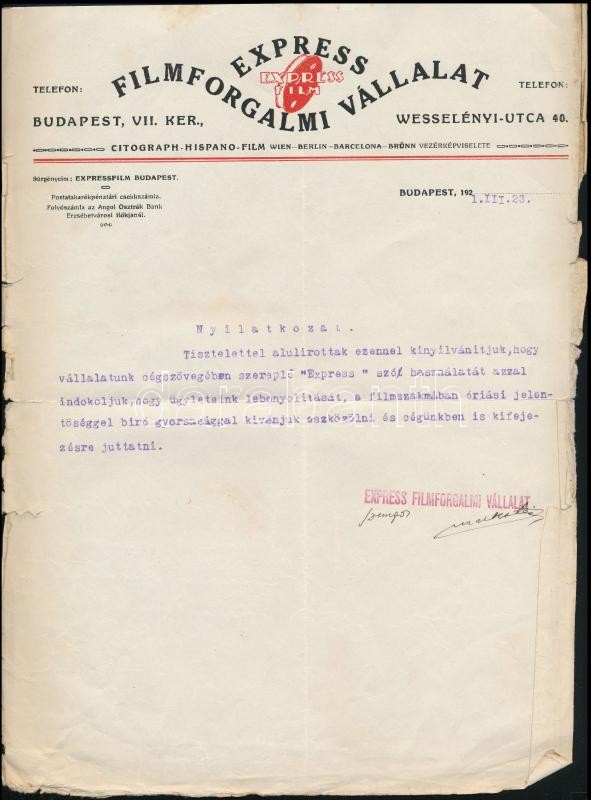 EXPRESS
FILMFORGALMI VÁLLALAT
EXPRESS
FILM
TELEFON: TELEFON:
BUDAPEST, VII. KER., WESSELÉNYI-UTCA 40.
CITOGRAPH-HISPANO-FILM WIEN—BERLIN—BARCELONA—BRÜNN VEZÉRKÉPVISELETE
Sürgönycim: EXPRESSFILM BUDAPEST.
Postatakarékpénztári csekkszámla.
Folyószámla az Angol Osztrák Bank
Erzsébetvárosi fiókjánál.
BUDAPEST, 192
1.III.23.
Nyilatkozat.
Tisztelettel alulirottak ezennel kinyilvánitjuk,hogy
vállalatunk cégszövegében szereplő "Express" szó használatát azzal
indokoljuk,hogy ügyleteink lebonyolitását, a filmszakmában óriási jelen-
tőséggel biró gyorsasággal kivánjuk eszközölni és cégünkben is kifeje-
zésre juttatni.
EXPRESS FILMFORGALMI VÁLLALAT